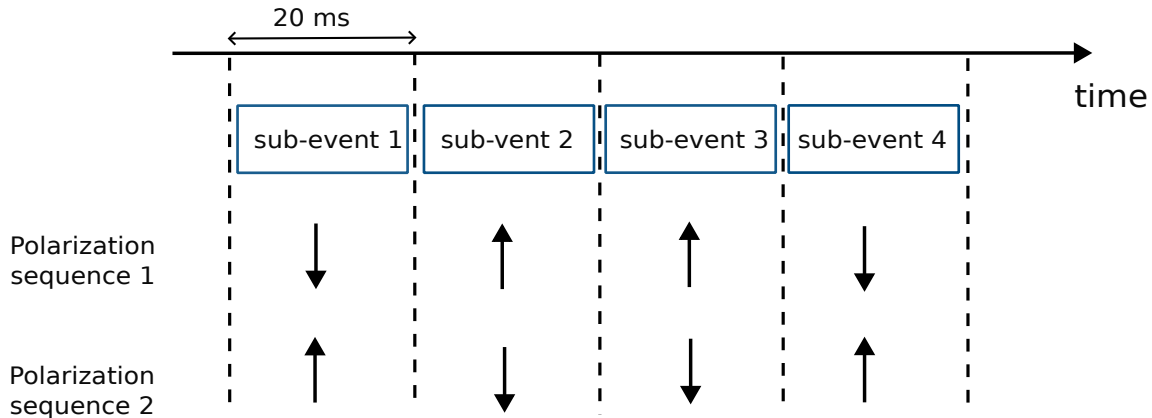 20 ms
time
sub-event 1
sub-vent 2
sub-event 3
sub-event 4
Polarization
sequence 1
Polarization
sequence 2